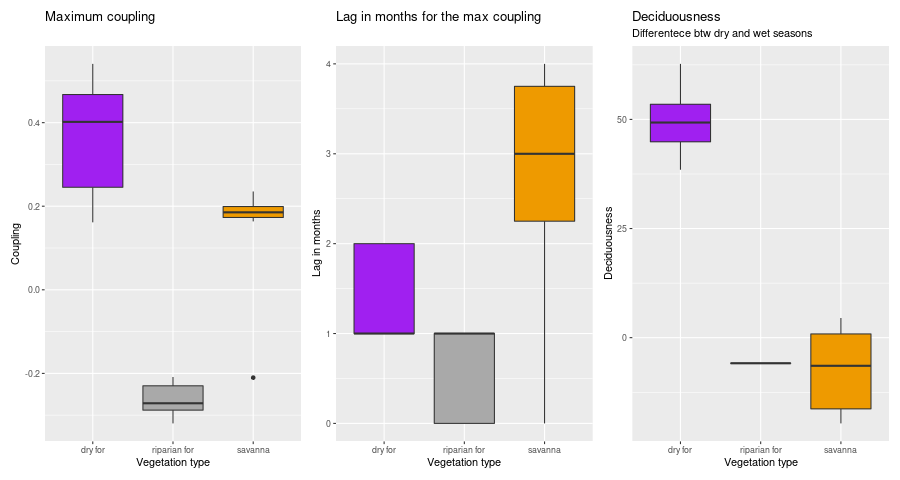 Maximum coupling
Coupling
0.4
0.2
0.0
-0.2
dry for
riparian for
savanna
Vegetation type
Lag in months for the max coupling
Lag in months
4
3
2
1
0
dry for
riparian for
savanna
Vegetation type
Deciduousness
Differentece btw dry and wet seasons
Deciduousness
50
25
0
dry for
riparian for
savanna
Vegetation type